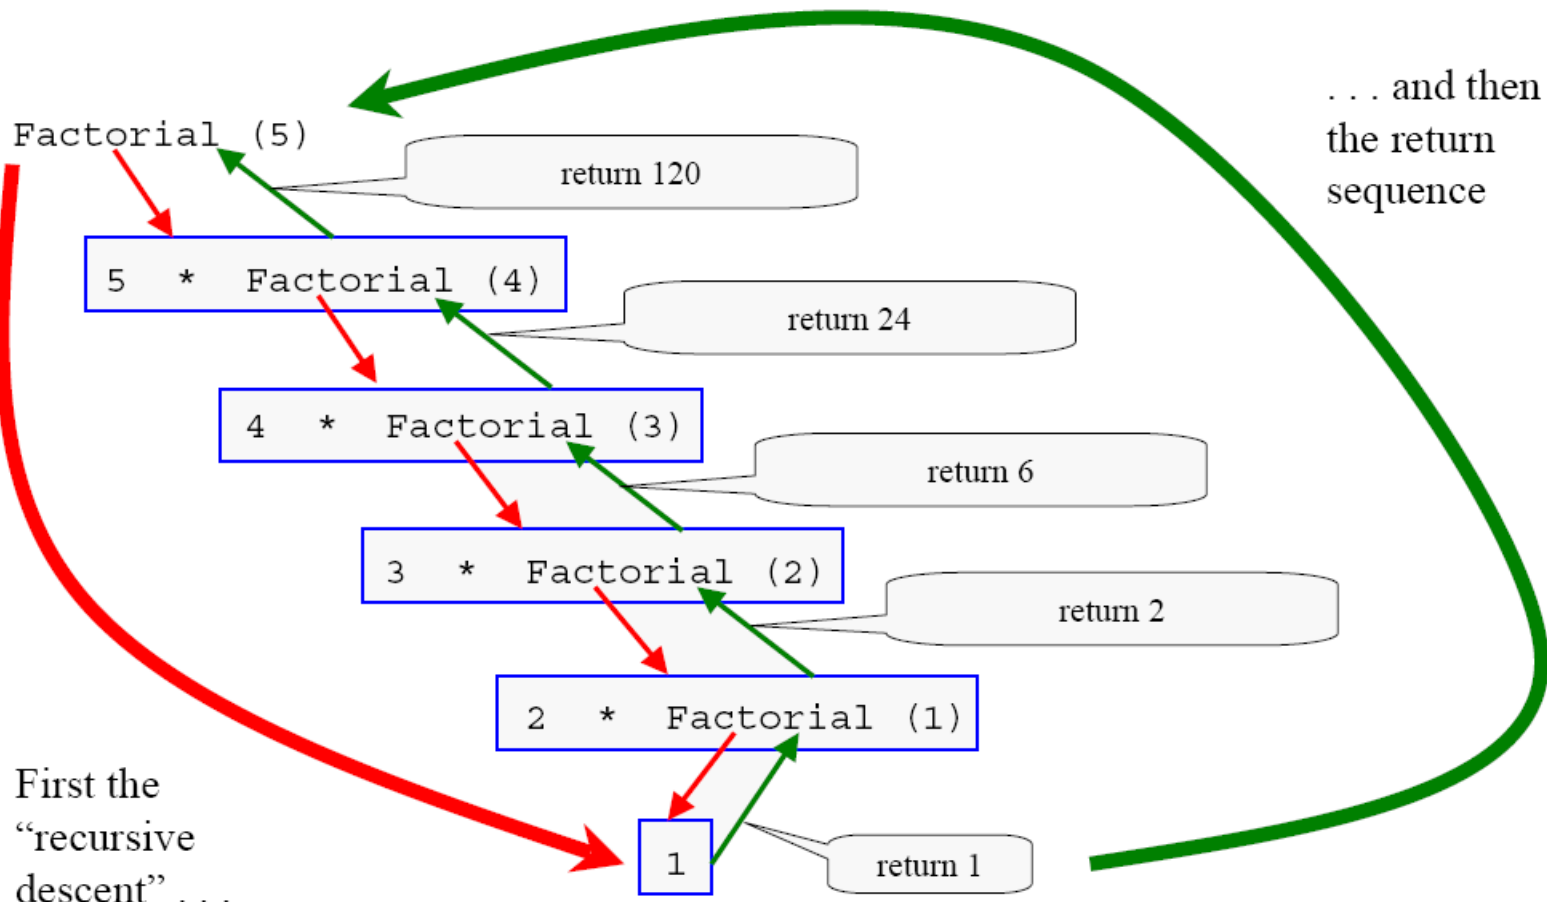 . . . and then
the return
sequence
Factorial (5)
return 120
5 * Factorial (4)
return 24
4 * Factorial (3)
return 6
3 * Factorial (2)
return 2
2 * Factorial (1)
First the
“recursive
descent” . . .
1
return 1